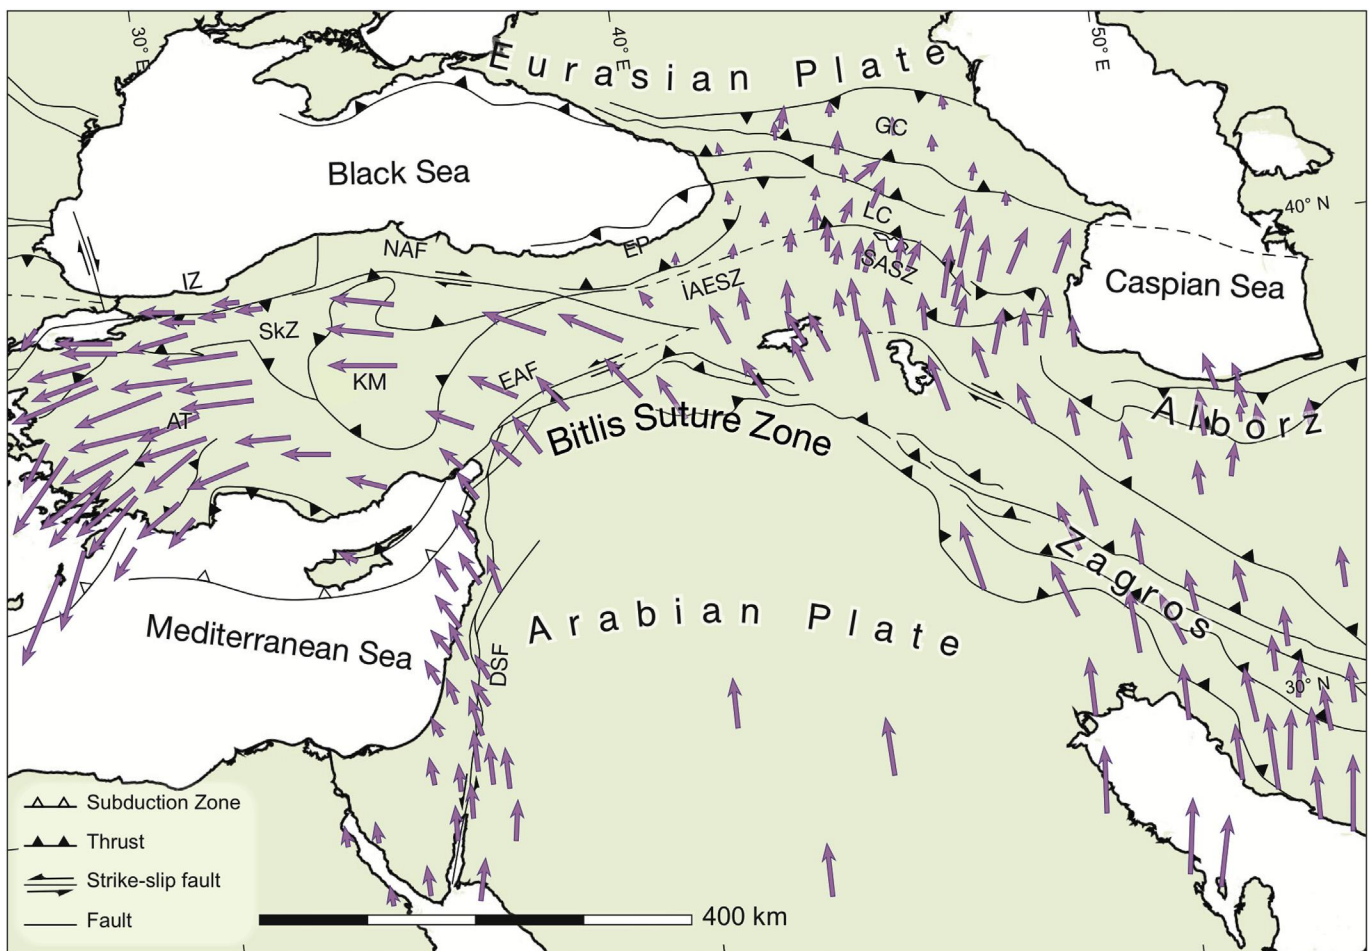 30° E
40° E
50° E
Eurasian Plate
GC
Black Sea
40° N
LC
NAF
EP
SASZ
IZ
İAESZ
Caspian Sea
SkZ
KM
EAF
AT
Alborz
Bitlis Suture Zone
Zagros
Arabian Plate
Mediterranean Sea
DSF
30° N
Subduction Zone
Thrust
Strike-slip fault
Fault
400 km